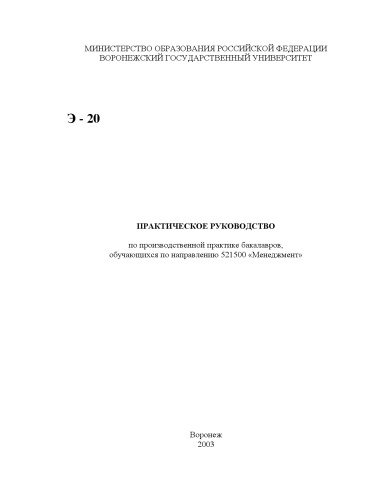 МИНИСТЕРСТВО ОБРАЗОВАНИЯ РОССИЙСКОЙ ФЕДЕРАЦИИ
ВОРОНЕЖСКИЙ ГОСУДАРСТВЕННЫЙ УНИВЕРСИТЕТ
Э - 20
ПРАКТИЧЕСКОЕ РУКОВОДСТВО
по производственной практике бакалавров,
обучающихся по направлению 521500 «Менеджмент»
Воронеж
2003